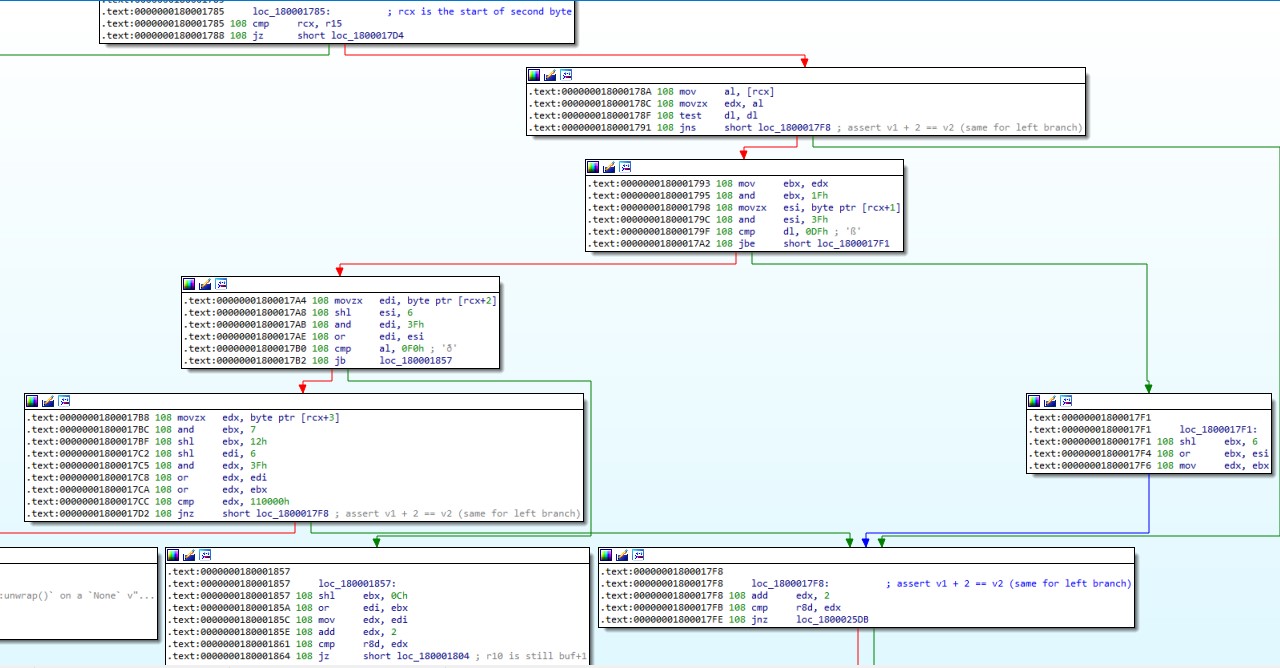 .text:0000000180001785 loc_180001785: ; rcx is the start of second byte
.text:0000000180001785 108 cmp rcx, r15
.text:0000000180001788 108 jz short loc_1800017D4
.text:000000018000178A 108 mov al, [rcx]
.text:000000018000178C 108 movzx edx, al
.text:000000018000178F 108 test dl, dl
.text:0000000180001791 108 jns short loc_1800017F8 ; assert v1 + 2 == v2 (same for left branch)
.text:0000000180001793 108 mov ebx, edx
.text:0000000180001795 108 and ebx, 1Fh
.text:0000000180001798 108 movzx esi, byte ptr [rcx+1]
.text:000000018000179C 108 and esi, 3Fh
.text:000000018000179F 108 cmp dl, 0DFh ; 'ß'
.text:00000001800017A2 108 jbe short loc_1800017F1
.text:00000001800017A4 108 movzx edi, byte ptr [rcx+2]
.text:00000001800017A8 108 shl esi, 6
.text:00000001800017AB 108 and edi, 3Fh
.text:00000001800017AE 108 or edi, esi
.text:00000001800017B0 108 cmp al, 0F0h ; 'ð'
.text:00000001800017B2 108 jb loc_180001857
.text:00000001800017B8 108 movzx edx, byte ptr [rcx+3]
.text:00000001800017BC 108 and ebx, 7
.text:00000001800017BF 108 shl ebx, 12h
.text:00000001800017C2 108 shl edi, 6
.text:00000001800017C5 108 and edx, 3Fh
.text:00000001800017C8 108 or edx, edi
.text:00000001800017CA 108 or edx, ebx
.text:00000001800017CC 108 cmp edx, 110000h
.text:00000001800017D2 108 jnz short loc_1800017F8 ; assert v1 + 2 == v2 (same for left branch)
.text:00000001800017F1
.text:00000001800017F1 loc_1800017F1:
.text:00000001800017F1 108 shl ebx, 6
.text:00000001800017F4 108 or ebx, esi
.text:00000001800017F6 108 mov edx, ebx
:unwrap()` on a `None` v"...
.text:0000000180001857
.text:0000000180001857 loc_180001857:
.text:0000000180001857 108 shl ebx, 0Ch
.text:000000018000185A 108 or edi, ebx
.text:000000018000185C 108 mov edx, edi
.text:000000018000185E 108 add edx, 2
.text:0000000180001861 108 cmp r8d, edx
.text:0000000180001864 108 jz short loc_180001804 ; r10 is still buf+1
.text:00000001800017F8
.text:00000001800017F8 loc_1800017F8: ; assert v1 + 2 == v2 (same for left branch)
.text:00000001800017F8 108 add edx, 2
.text:00000001800017FB 108 cmp r8d, edx
.text:00000001800017FE 108 jnz loc_1800025DB